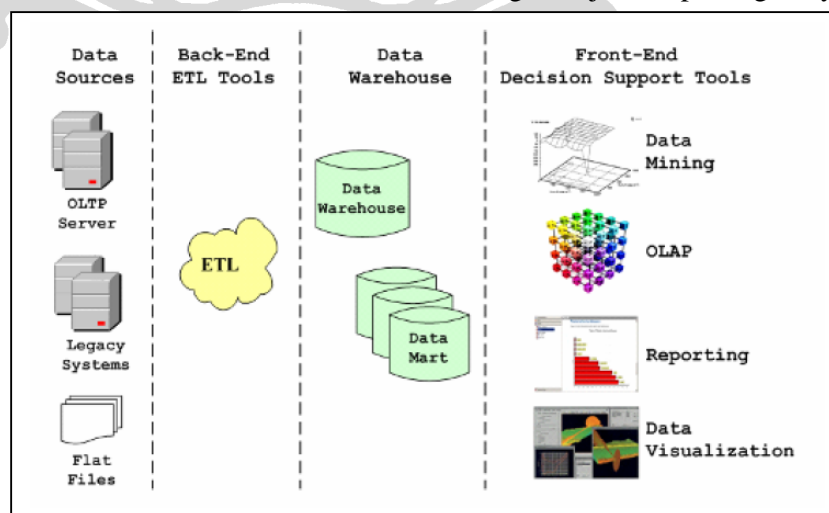 Data
Sources
Back-End
ETL Tools
Data
Warehouse
Front-End
Decision Support Tools
OLTP
Server
Legacy
Systems
Flat
Files
ETL
Data
Warehouse
Data
Mart
Data
Mining
OLAP
Reporting
Data
Visualization